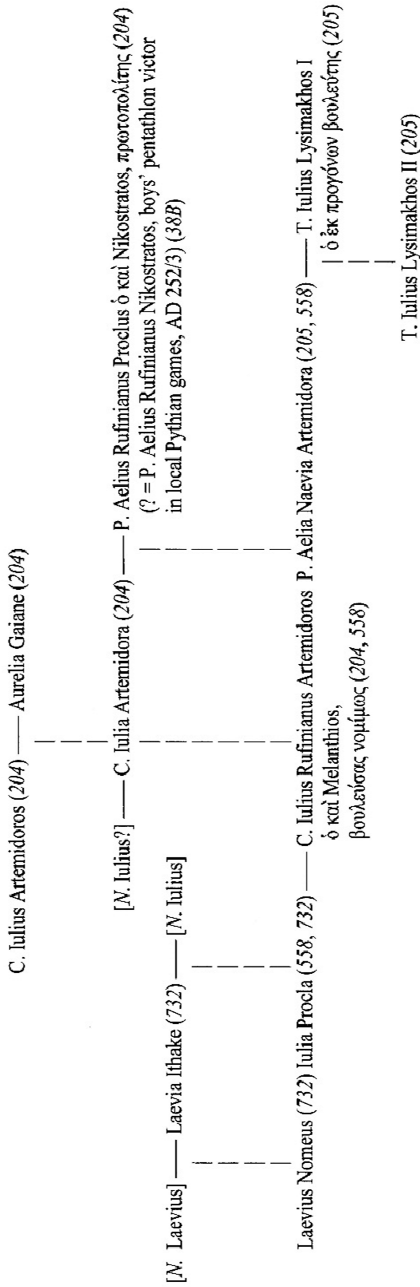 C. Iulius Artemidoros (204) — Aurelia Gaiane (204)
[N. Laevius] — Laevia Ithake (732) — [N. Iulius]
[N. Iulius?] — C. Iulia Artemidora (204) — P. Aelius Rufinianus Proclus ὁ καὶ Nikostratos, πρωτοπολίτης (204)
(? = P. Aelius Rufinianus Nikostratos, boys' pentathlon victor
in local Pythian games, AD 252/3) (38B)
Laevius Nomeus (732) Iulia Procla (558, 732) — C. Iulius Rufinianus Artemidoros P. Aelia Naevia Artemidora (205, 558) — T. Iulius Lysimakhos I
ὁ καὶ Melanthios,
βουλεύσας νομίμως (204, 558)
ὁ ἐκ προγόνων βουλευτής (205)
T. Iulius Lysimakhos II (205)